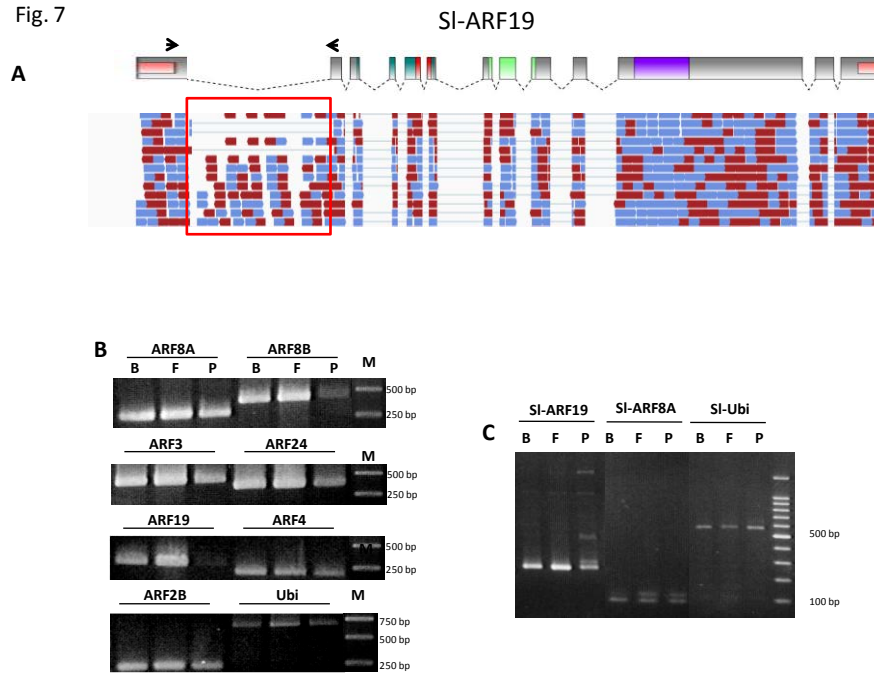 Fig. 7
Sl-ARF19
A
B
ARF8A ARF8B
B F P B F P M
500 bp
250 bp
ARF3 ARF24 M
500 bp
250 bp
ARF19 ARF4
500 bp
250 bp
ARF2B Ubi M
750 bp
500 bp
250 bp
C
Sl-ARF19 Sl-ARF8A Sl-Ubi
B F P B F P B F P
500 bp
100 bp